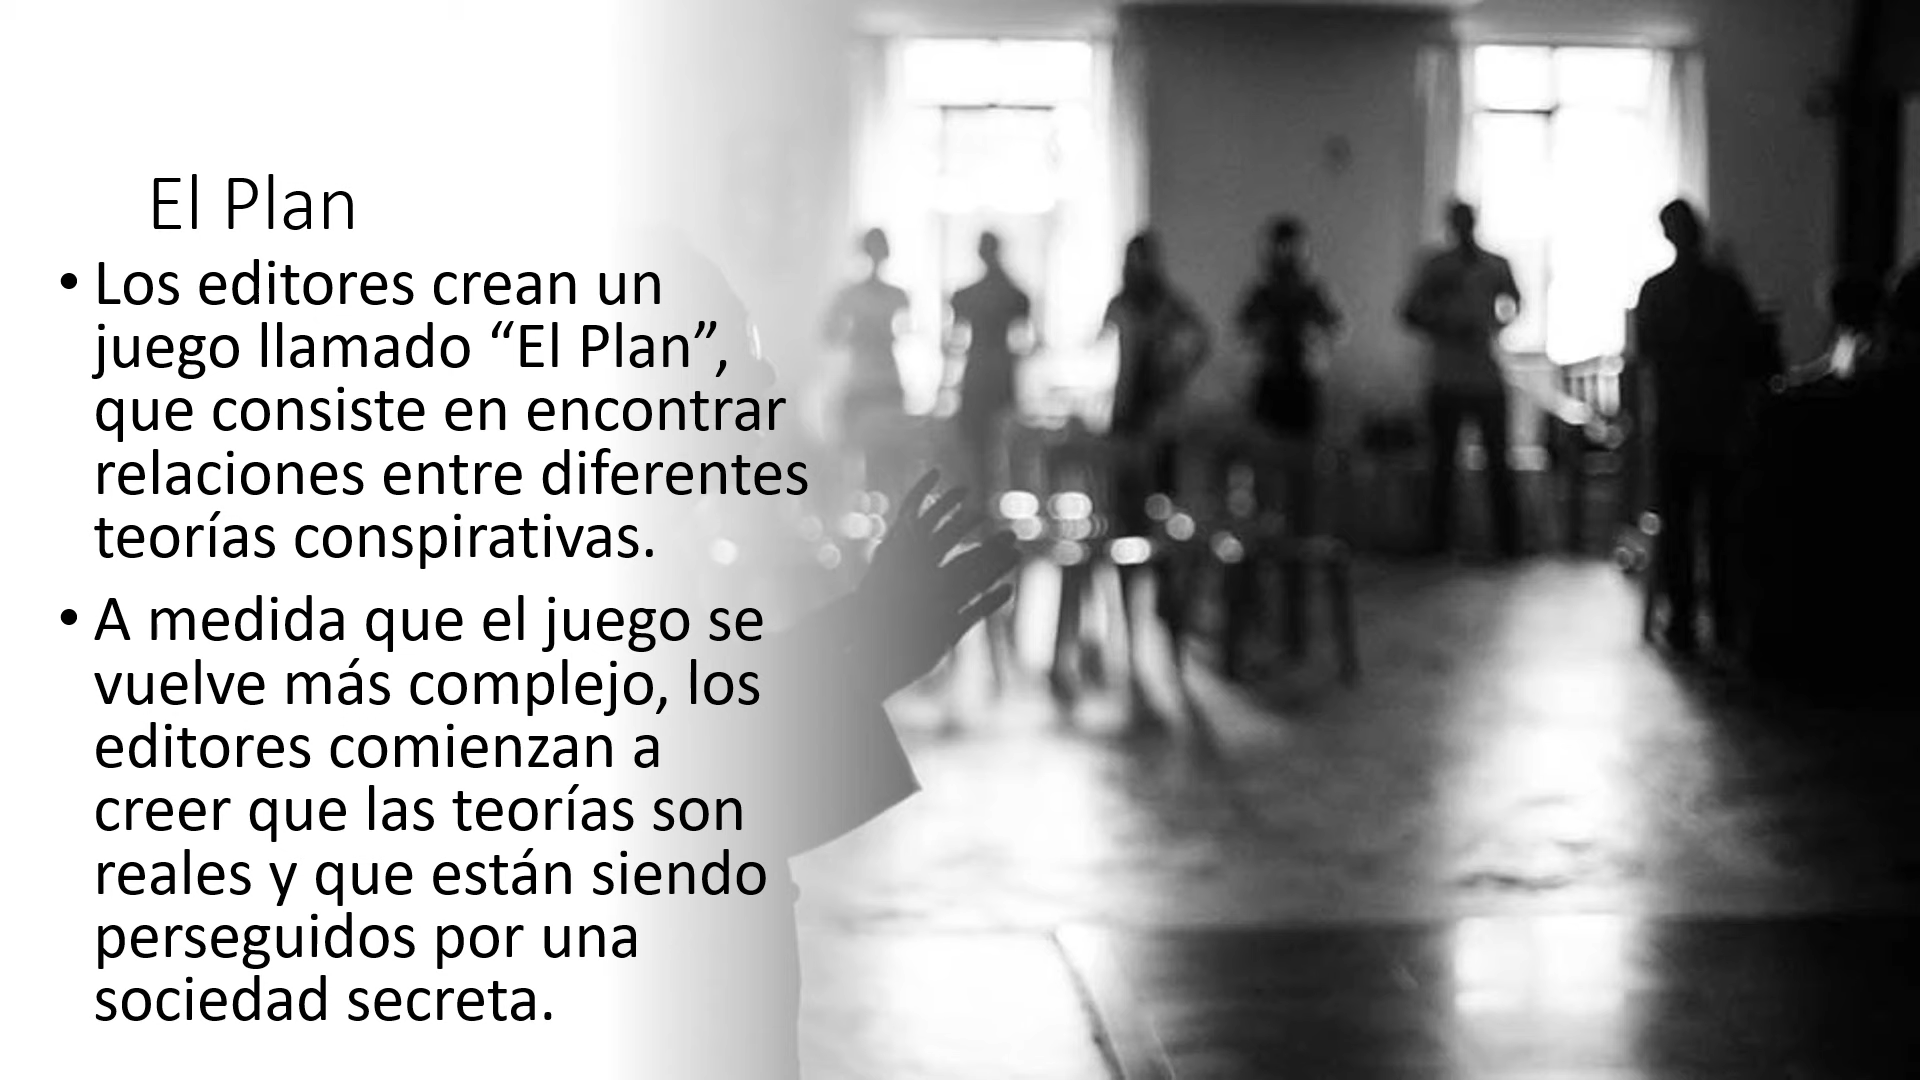 El Plan
• Los editores crean un
juego llamado “El Plan”,
que consiste en encontrar
relaciones entre diferentes
teorías conspirativas.
• A medida que el juego se
vuelve más complejo, los
editores comienzan a
creer que las teorías son
reales y que están siendo
perseguidos por una
sociedad secreta.